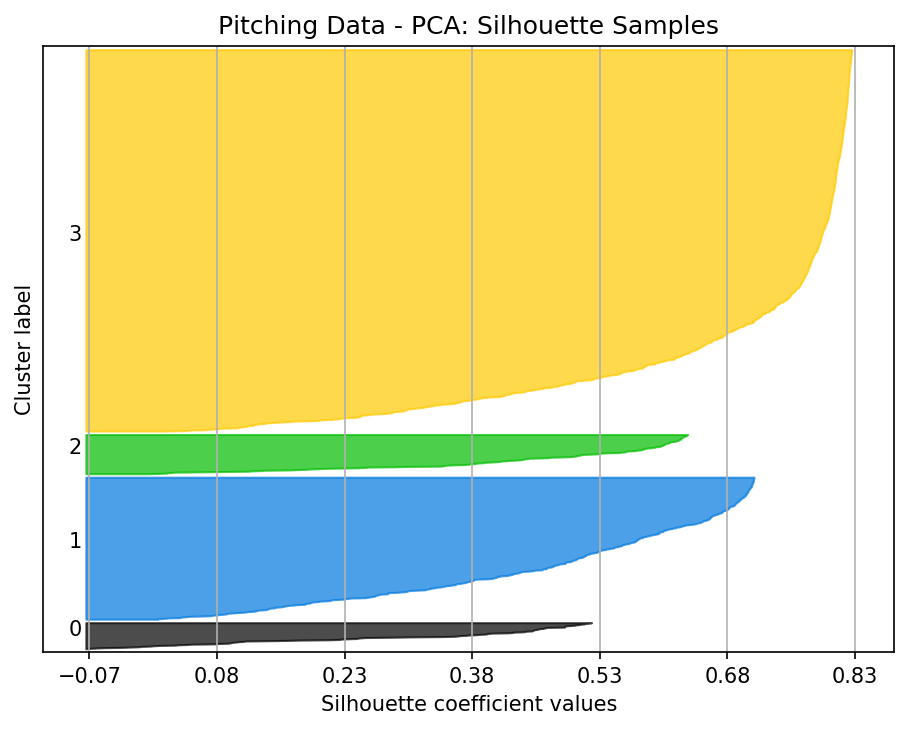 Pitching Data - PCA: Silhouette Samples
Cluster label
3
2
1
0
−0.07 0.08 0.23 0.38 0.53 0.68 0.83
Silhouette coefficient values